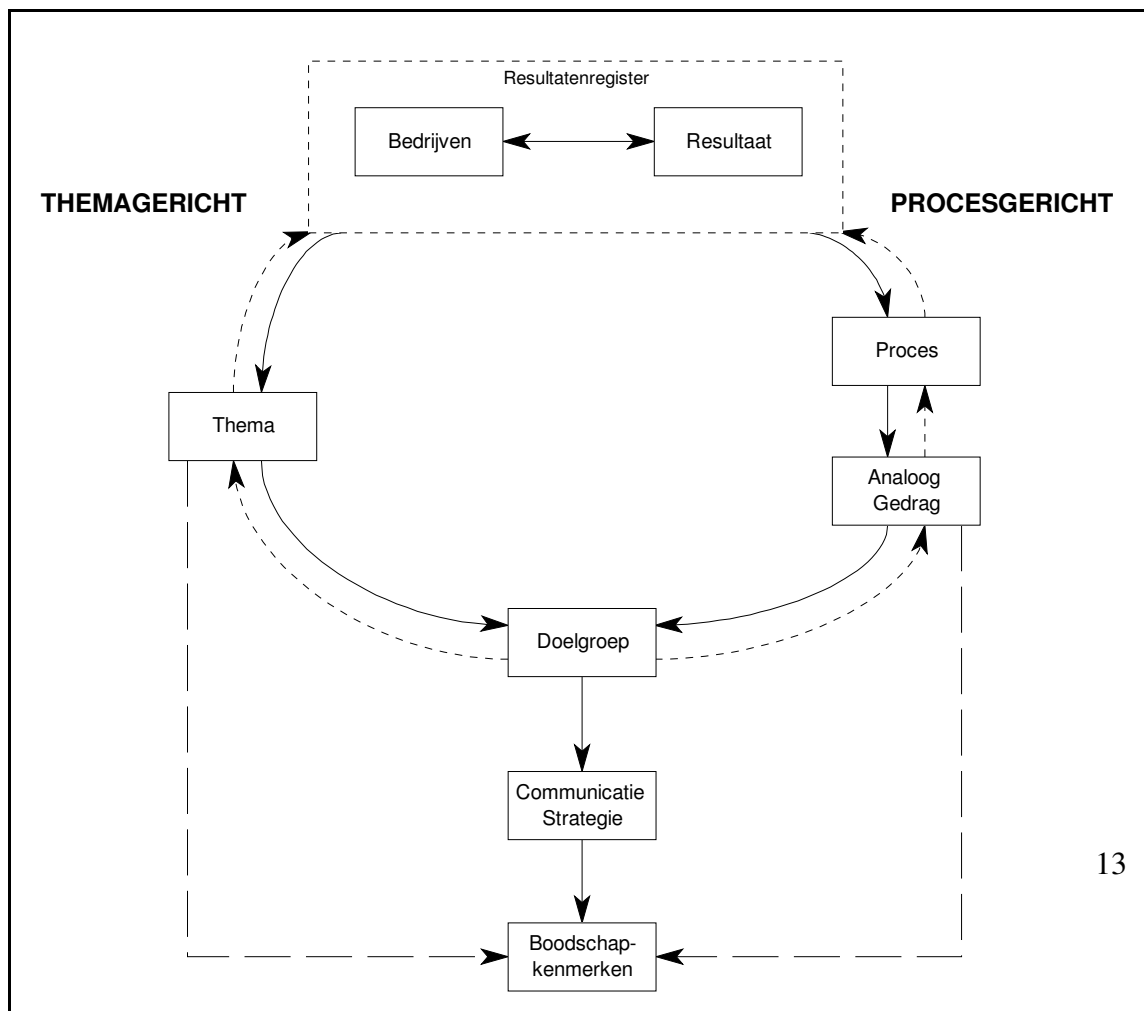 Resultatenregister
Bedrijven
Resultaat
THEMAGERICHT
PROCESGERICHT
Proces
Thema
Analoog
Gedrag
Doelgroep
Communicatie
Strategie
13
Boodschap-
kenmerken